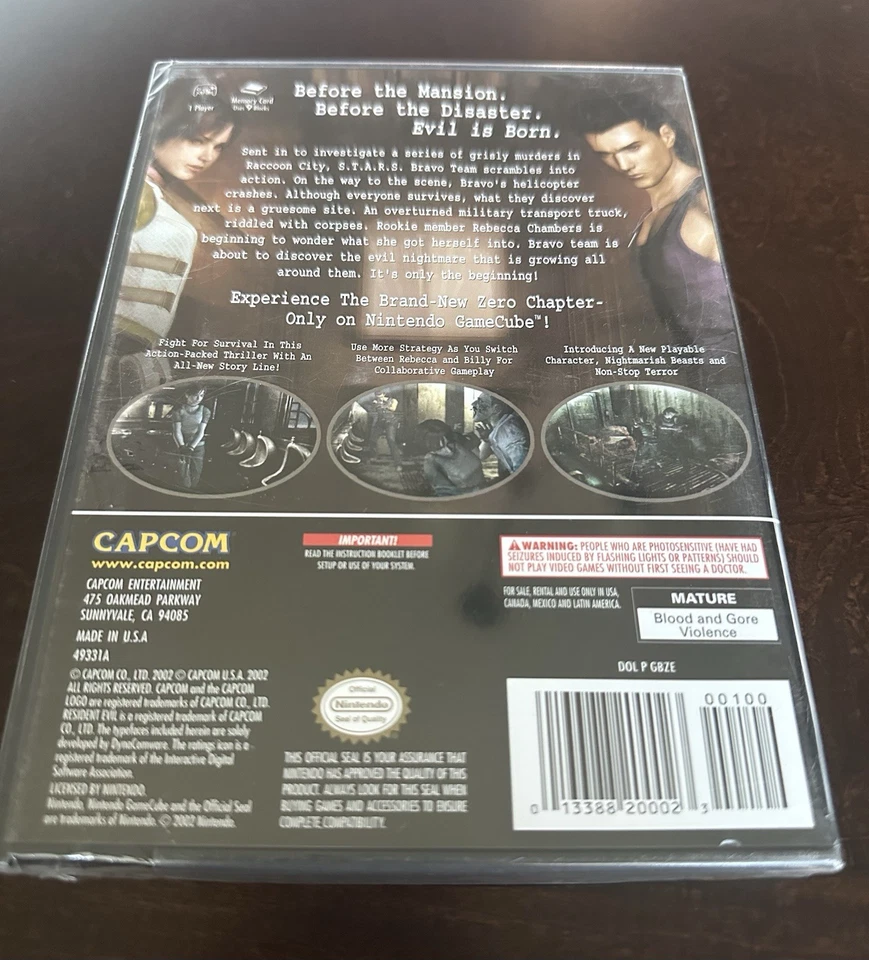 1 Player
Memory Card
Before the Mansion.
Before the Disaster.
Evil is Born.
Sent in to investigate a series of grisly murders in
Raccoon City, S.T.A.R.S. Bravo Team scrambles into
action. On the way to the scene, Bravo's helicopter
crashes. Although everyone survives, what they discover
next is a gruesome site. An overturned military transport truck,
riddled with corpses. Rookie member Rebecca Chambers is
beginning to wonder what she got herself into. Bravo team is
about to discover the evil nightmare that is growing all
around them. It's only the beginning!
Experience The Brand-New Zero Chapter-
Only on Nintendo GameCube™!
Fight For Survival In This
Action-Packed Thriller With An
All-New Story Line!
Use More Strategy As You Switch
Between Rebecca and Billy For
Collaborative Gameplay
Introducing A New Playable
Character, Nightmarish Beasts and
Non-Stop Terror
CAPCOM
www.capcom.com
CAPCOM ENTERTAINMENT
475 OAKMEAD PARKWAY
SUNNYVALE, CA 94085
MADE IN U.S.A
49331A
© CAPCOM CO., LTD. 2002 © CAPCOM U.S.A. 2002
ALL RIGHTS RESERVED. CAPCOM and the CAPCOM
LOGO are registered trademarks of CAPCOM CO., LTD.
RESIDENT EVIL is a registered trademark of CAPCOM
CO., LTD. The typefaces included herein are solely
developed by DynaComware. The ratings icon is a
registered trademark of the Interactive Digital
Software Association.
LICENSED BY NINTENDO.
Nintendo, Nintendo GameCube and the Official Seal
are trademarks of Nintendo. © 2002 Nintendo.
IMPORTANT!
READ THE INSTRUCTION BOOKLET BEFORE
SETUP OR USE OF YOUR SYSTEM.
Official
Nintendo
Seal of Quality
THIS OFFICIAL SEAL IS YOUR ASSURANCE THAT
NINTENDO HAS APPROVED THE QUALITY OF THIS
PRODUCT. ALWAYS LOOK FOR THIS SEAL WHEN
BUYING GAMES AND ACCESSORIES TO ENSURE
COMPLETE COMPATIBILITY.
WARNING: PEOPLE WHO ARE PHOTOSENSITIVE (HAVE HAD
SEIZURES INDUCED BY FLASHING LIGHTS OR PATTERNS) SHOULD
NOT PLAY VIDEO GAMES WITHOUT FIRST SEEING A DOCTOR.
FOR SALE, RENTAL AND USE ONLY IN USA,
CANADA, MEXICO AND LATIN AMERICA.
MATURE
Blood and Gore
Violence
DOL P GBZE
00100
0 13388 20002 3